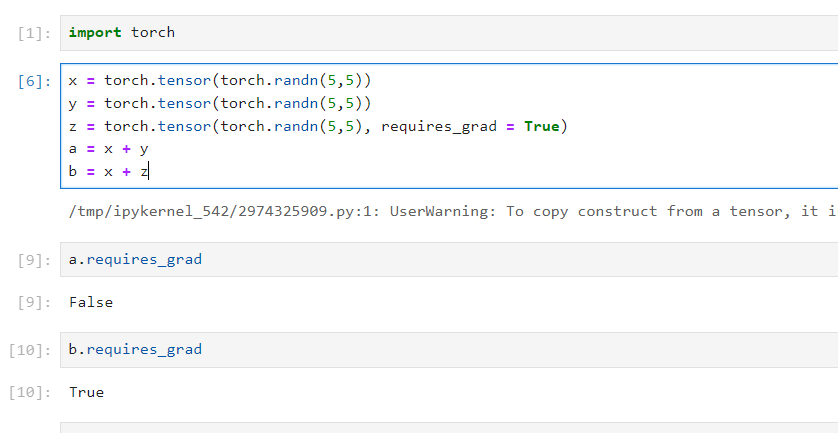 [1]: import torch
[6]: x = torch.tensor(torch.randn(5,5))
y = torch.tensor(torch.randn(5,5))
z = torch.tensor(torch.randn(5,5), requires_grad = True)
a = x + y
b = x + z
/tmp/ipykernel_542/2974325909.py:1: UserWarning: To copy construct from a tensor, it i
[9]: a.requires_grad
[9]: False
[10]: b.requires_grad
[10]: True